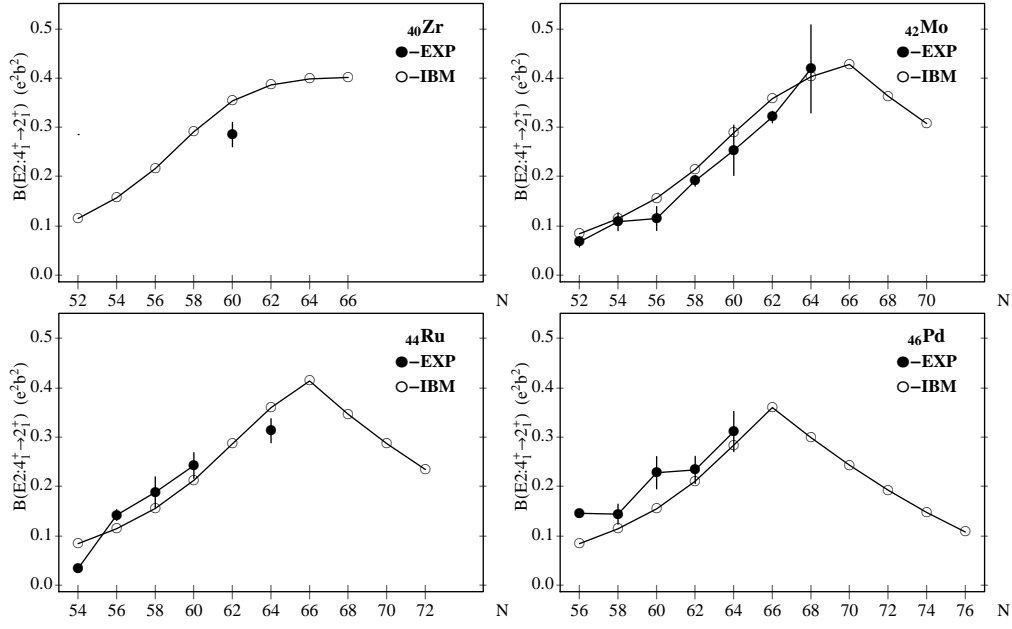 ₄₀Zr
●–EXP
○–IBM
B(E2:4₁⁺→2₁⁺) (e²b²)
0.5
0.4
0.3
0.2
0.1
0.0
52 54 56 58 60 62 64 66 N
₄₂Mo
●–EXP
○–IBM
B(E2:4₁⁺→2₁⁺) (e²b²)
0.5
0.4
0.3
0.2
0.1
0.0
52 54 56 58 60 62 64 66 68 70 N
₄₄Ru
●–EXP
○–IBM
B(E2:4₁⁺→2₁⁺) (e²b²)
0.5
0.4
0.3
0.2
0.1
0.0
54 56 58 60 62 64 66 68 70 72 N
₄₆Pd
●–EXP
○–IBM
B(E2:4₁⁺→2₁⁺) (e²b²)
0.5
0.4
0.3
0.2
0.1
0.0
56 58 60 62 64 66 68 70 72 74 76 N